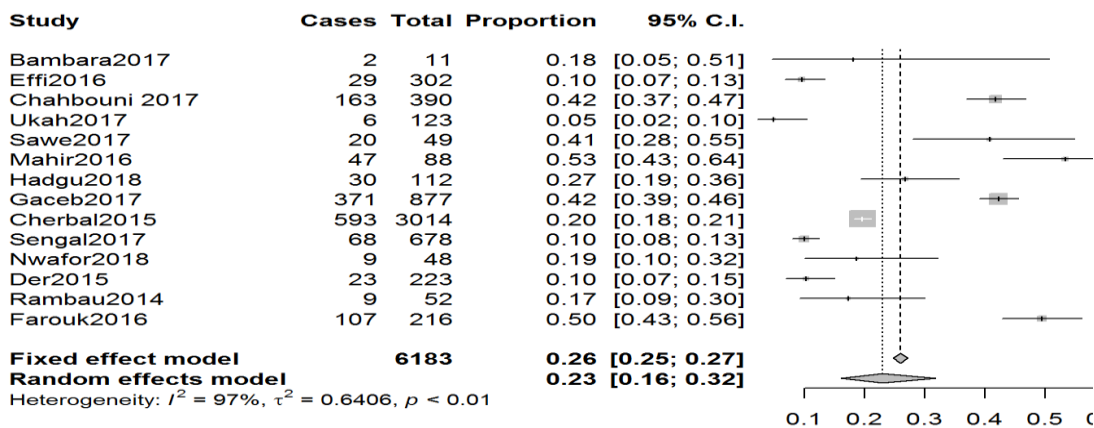 Study Cases Total Proportion 95% C.I.
Bambara2017 2 11 0.18 [0.05; 0.51]
Effi2016 29 302 0.10 [0.07; 0.13]
Chahbouni 2017 163 390 0.42 [0.37; 0.47]
Ukah2017 6 123 0.05 [0.02; 0.10]
Sawe2017 20 49 0.41 [0.28; 0.55]
Mahir2016 47 88 0.53 [0.43; 0.64]
Hadgu2018 30 112 0.27 [0.19; 0.36]
Gaceb2017 371 877 0.42 [0.39; 0.46]
Cherbal2015 593 3014 0.20 [0.18; 0.21]
Sengal2017 68 678 0.10 [0.08; 0.13]
Nwafor2018 9 48 0.19 [0.10; 0.32]
Der2015 23 223 0.10 [0.07; 0.15]
Rambau2014 9 52 0.17 [0.09; 0.30]
Farouk2016 107 216 0.50 [0.43; 0.56]
Fixed effect model 6183 0.26 [0.25; 0.27]
Random effects model 0.23 [0.16; 0.32]
Heterogeneity: I² = 97%, τ² = 0.6406, p < 0.01
0.1 0.2 0.3 0.4 0.5